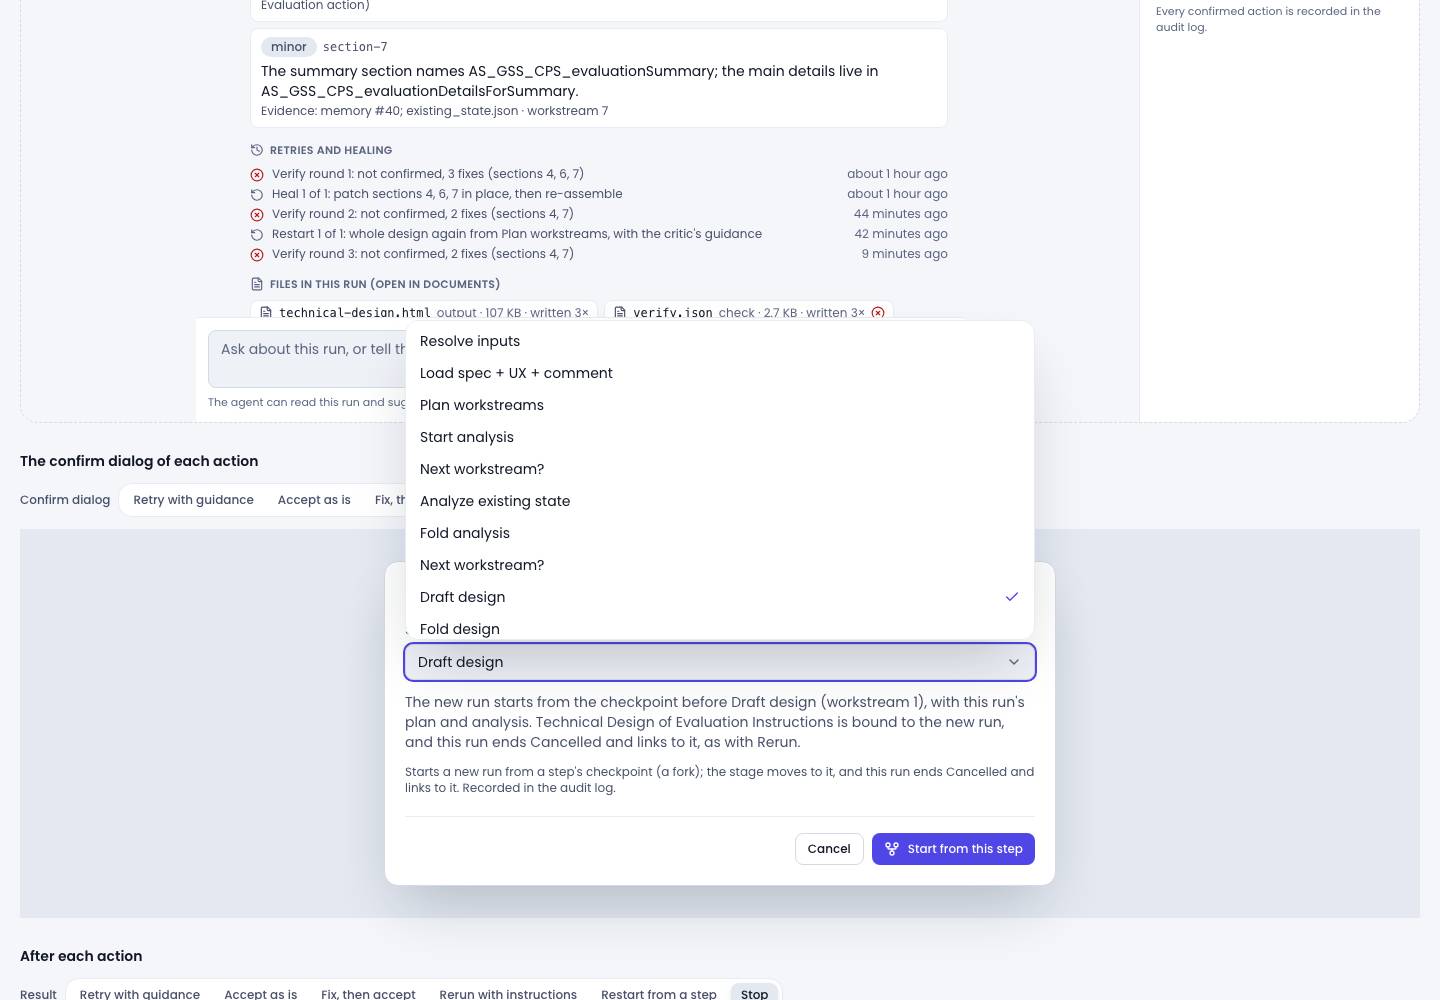 Evaluation action)
Every confirmed action is recorded in the
audit log.
minor section-7
The summary section names AS_GSS_CPS_evaluationSummary; the main details live in
AS_GSS_CPS_evaluationDetailsForSummary.
Evidence: memory #40; existing_state.json · workstream 7
RETRIES AND HEALING
Verify round 1: not confirmed, 3 fixes (sections 4, 6, 7) about 1 hour ago
Heal 1 of 1: patch sections 4, 6, 7 in place, then re-assemble about 1 hour ago
Verify round 2: not confirmed, 2 fixes (sections 4, 7) 44 minutes ago
Restart 1 of 1: whole design again from Plan workstreams, with the critic's guidance 42 minutes ago
Verify round 3: not confirmed, 2 fixes (sections 4, 7) 9 minutes ago
FILES IN THIS RUN (OPEN IN DOCUMENTS)
technical-design.html output · 107 KB · written 3× verify.json check · 2.7 KB · written 3×
Ask about this run, or tell th
The agent can read this run and sug
Resolve inputs
Load spec + UX + comment
Plan workstreams
Start analysis
Next workstream?
Analyze existing state
Fold analysis
Next workstream?
Draft design
Fold design
The confirm dialog of each action
Confirm dialog Retry with guidance Accept as is Fix, th
Draft design
The new run starts from the checkpoint before Draft design (workstream 1), with this run's
plan and analysis. Technical Design of Evaluation Instructions is bound to the new run,
and this run ends Cancelled and links to it, as with Rerun.
Starts a new run from a step's checkpoint (a fork); the stage moves to it, and this run ends Cancelled and
links to it. Recorded in the audit log.
Cancel Start from this step
After each action
Result Retry with guidance Accept as is Fix, then accept Rerun with instructions Restart from a step Stop